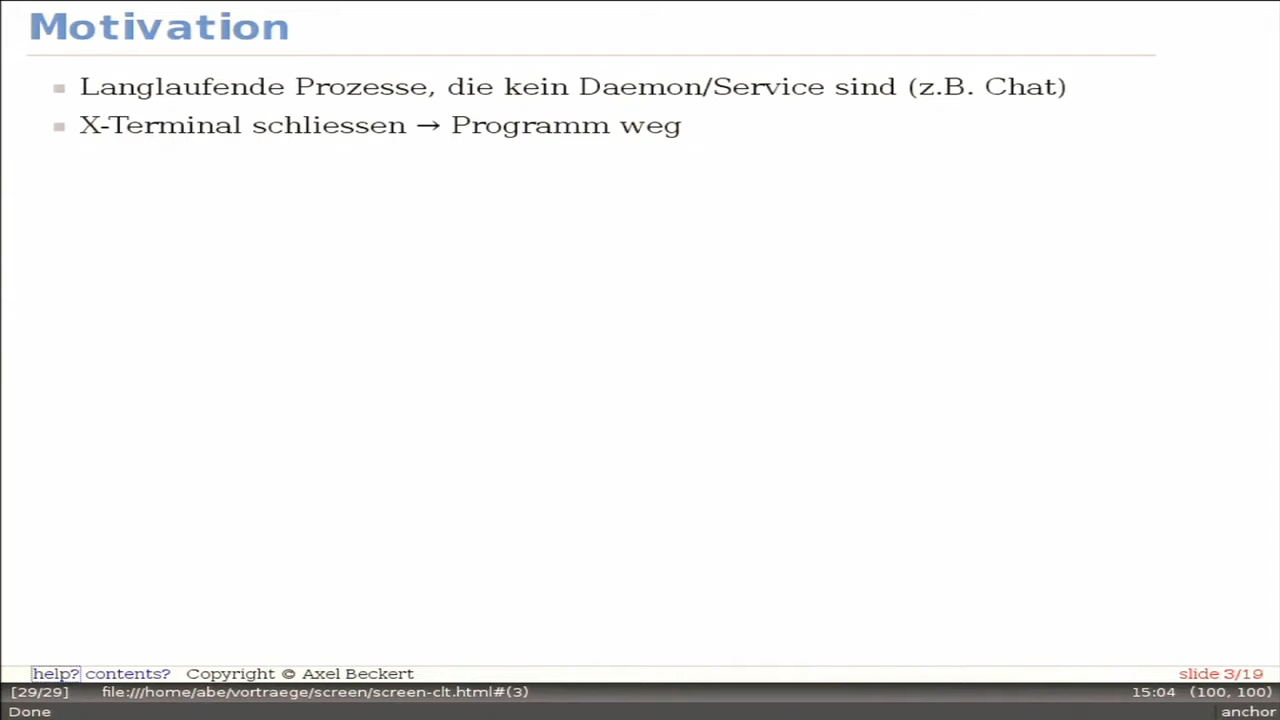 Motivation
Langlaufende Prozesse, die kein Daemon/Service sind (z.B. Chat)
X-Terminal schliessen → Programm weg
help? contents? Copyright © Axel Beckert slide 3/19
[29/29] file:///home/abe/vortraege/screen/screen-clt.html#(3) 15:04 (100, 100)
Done anchor